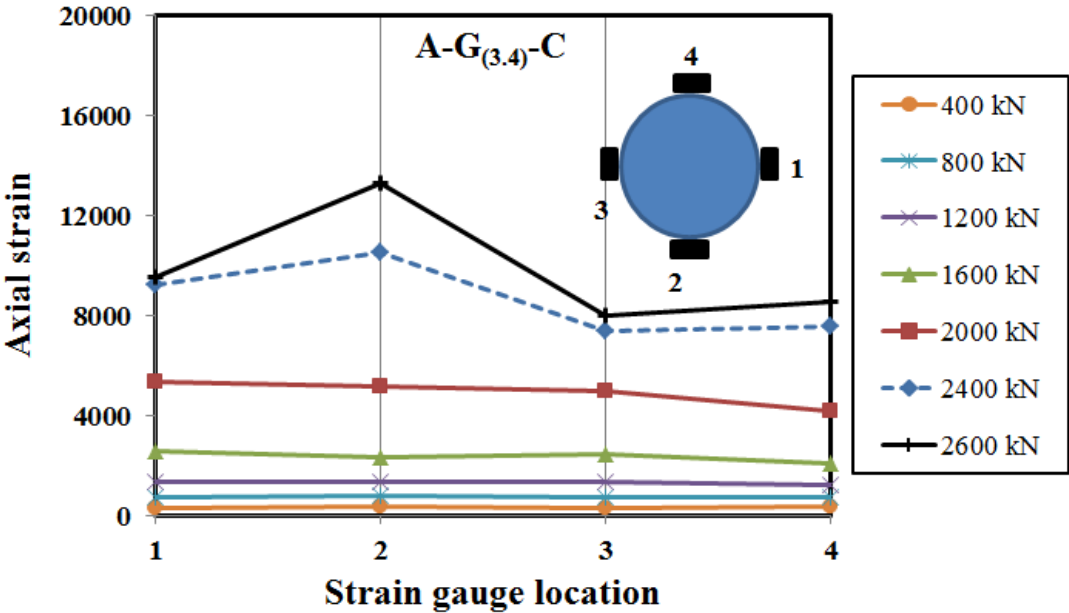 20000
16000
12000
8000
4000
0
Axial strain
A-G(3.4)-C
4
1
3
2
400 kN
800 kN
1200 kN
1600 kN
2000 kN
2400 kN
2600 kN
1 2 3 4
Strain gauge location